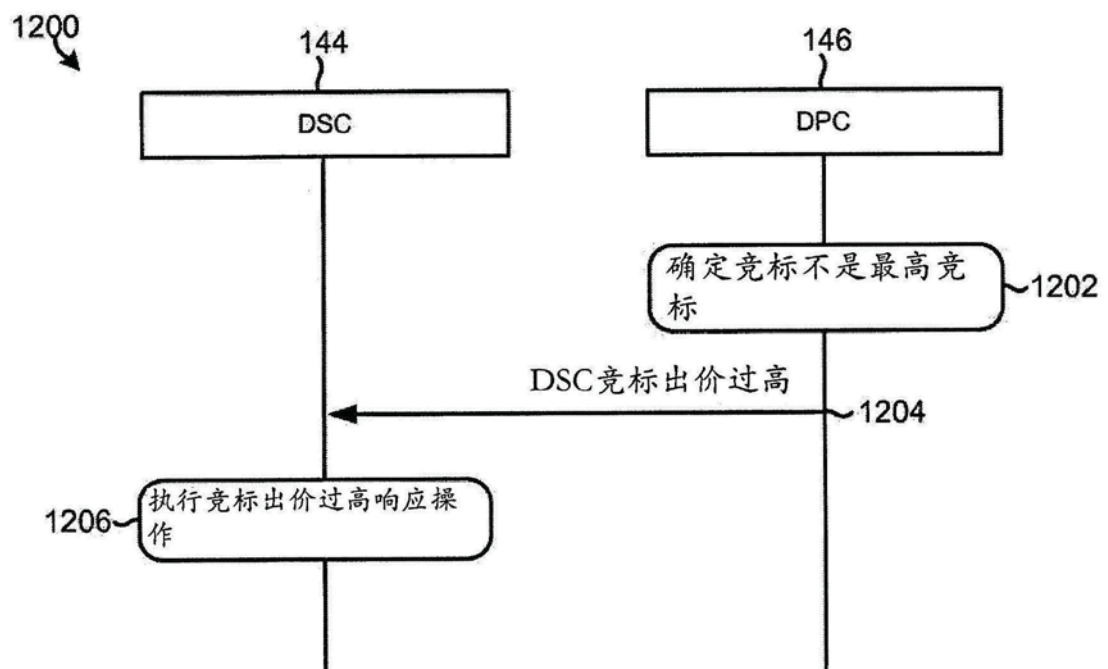 1200
144
146
DSC
DPC
确定竞标不是最高竞
标
1202
DSC竞标出价过高
1204
执行竞标出价过高响应操
作
1206